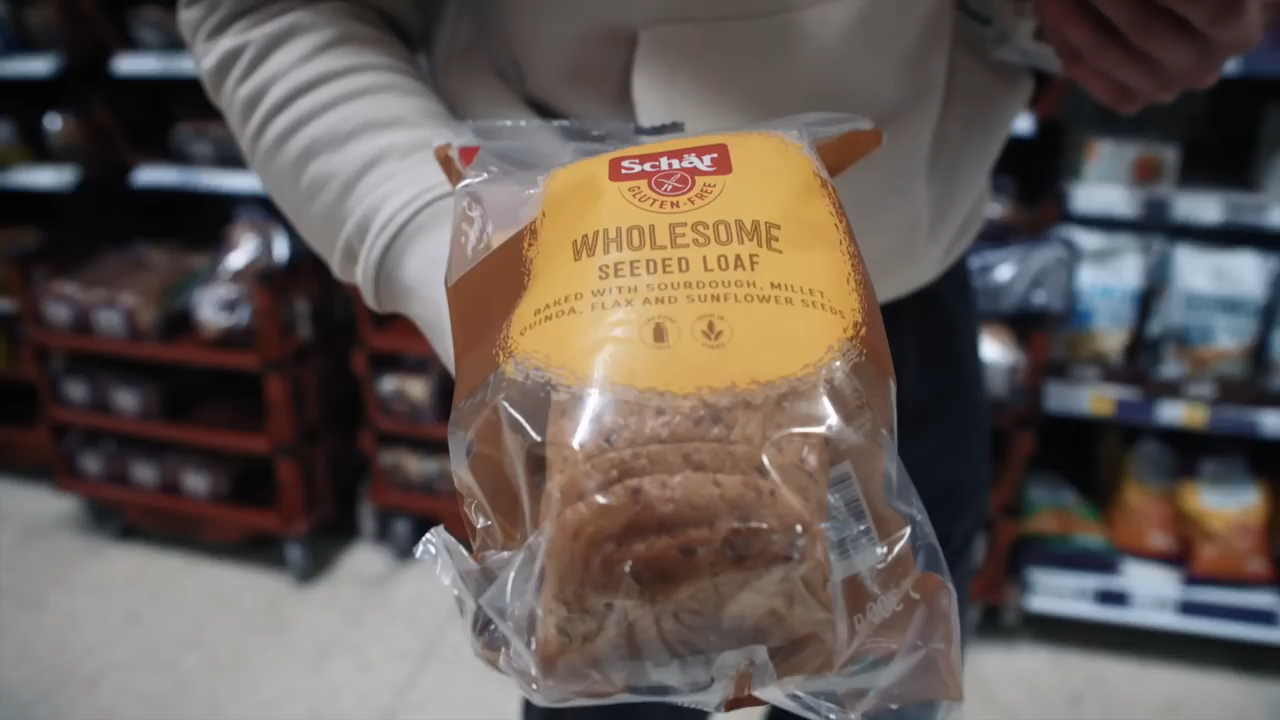 Schär
GLUTEN-FREE
WHOLESOME
SEEDED LOAF
BAKED WITH SOURDOUGH, MILLET,
QUINOA, FLAX AND SUNFLOWER SEEDS